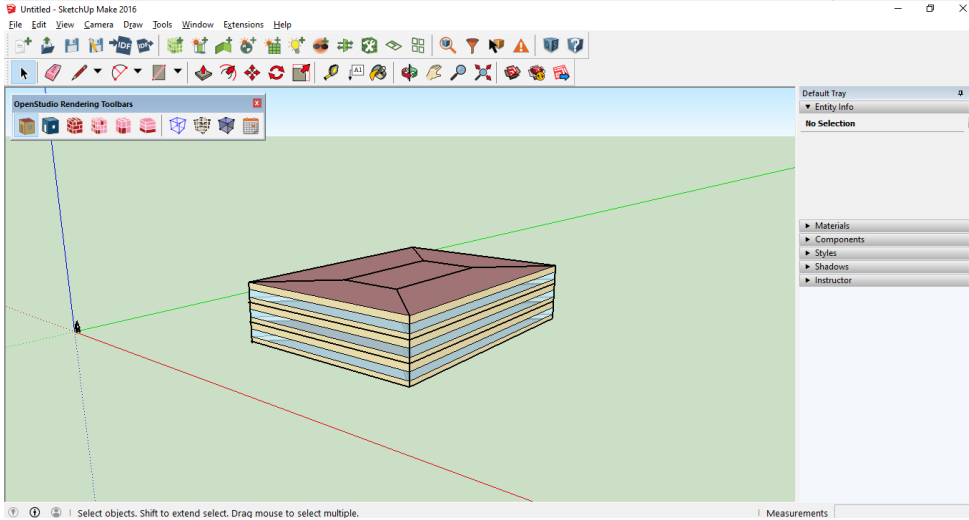 Untitled - SketchUp Make 2016
File Edit View Camera Draw Tools Window Extensions Help
IDF
A1
OpenStudio Rendering Toolbars
Default Tray
Entity Info
No Selection
Materials
Components
Styles
Shadows
Instructor
Select objects. Shift to extend select. Drag mouse to select multiple.
Measurements